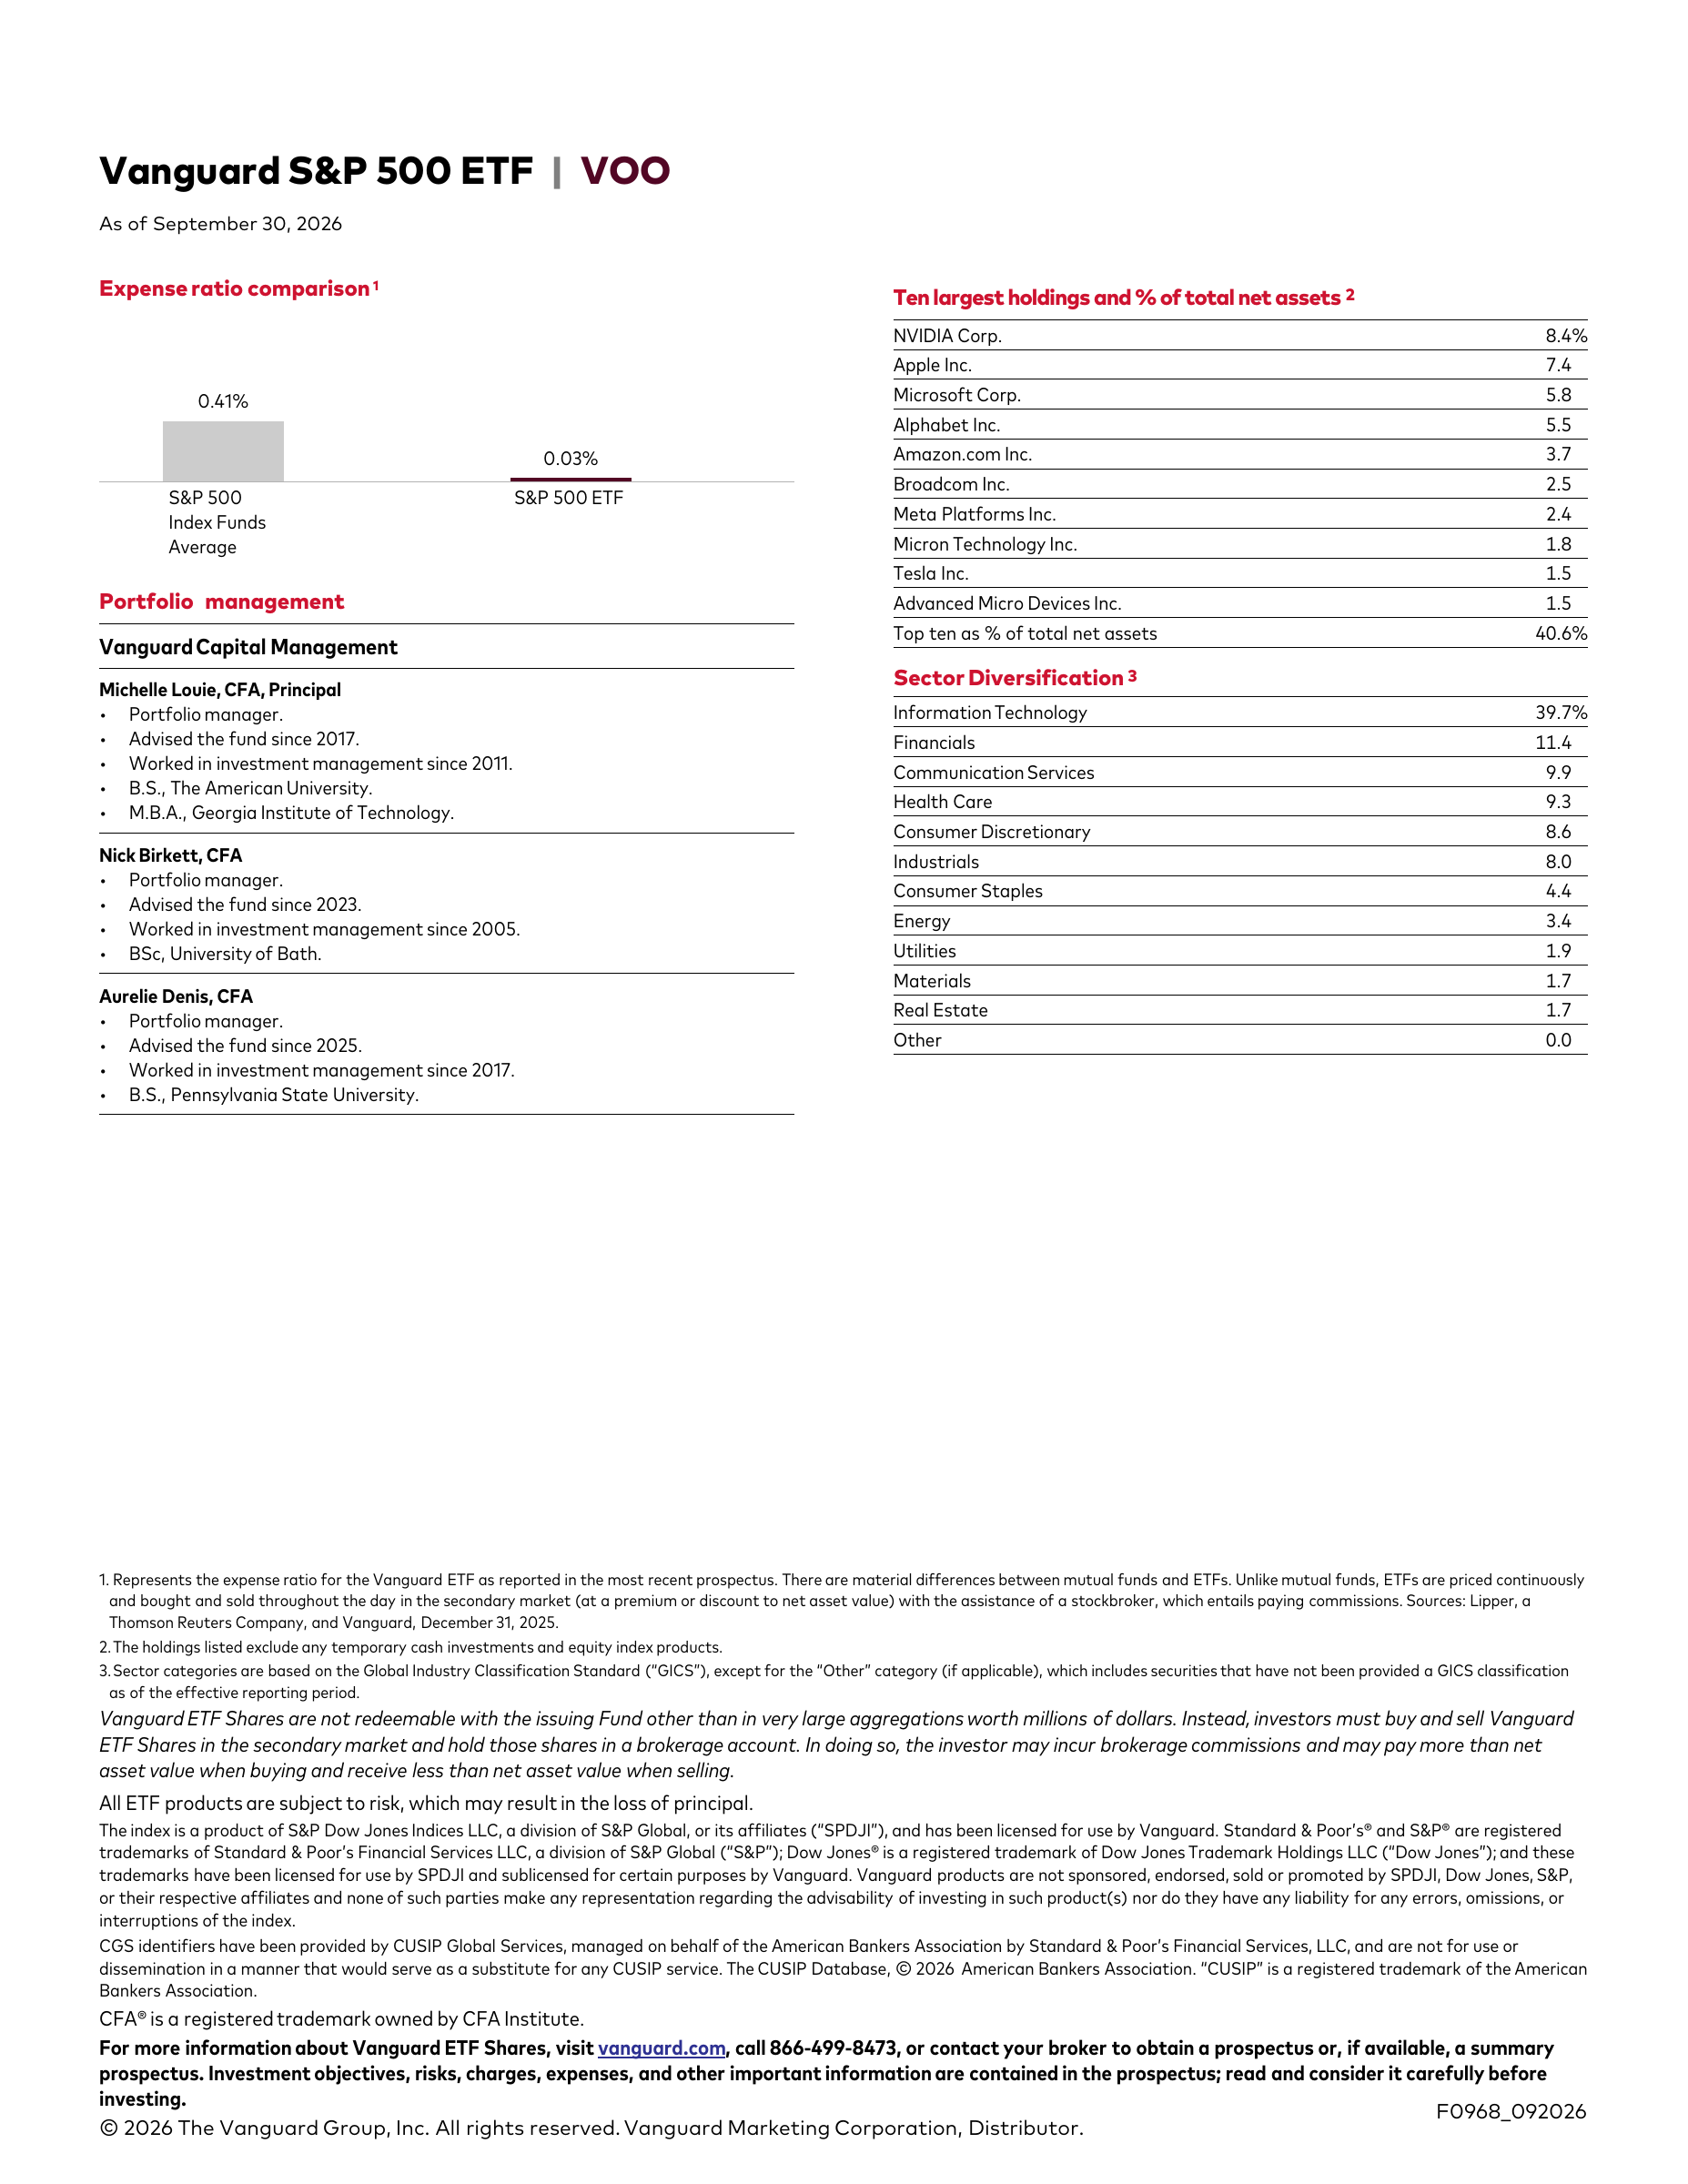 Vanguard S&P 500 ETF | VOO
As of September 30, 2026
Expense ratio comparison 1
0.41%
0.03%
S&P 500
Index Funds
Average
S&P 500 ETF
Portfolio management
Vanguard Capital Management
Michelle Louie, CFA, Principal
• Portfolio manager.
• Advised the fund since 2017.
• Worked in investment management since 2011.
• B.S., The American University.
• M.B.A., Georgia Institute of Technology.
Nick Birkett, CFA
• Portfolio manager.
• Advised the fund since 2023.
• Worked in investment management since 2005.
• BSc, University of Bath.
Aurelie Denis, CFA
• Portfolio manager.
• Advised the fund since 2025.
• Worked in investment management since 2017.
• B.S., Pennsylvania State University.
Ten largest holdings and % of total net assets 2
NVIDIA Corp. 8.4%
Apple Inc. 7.4
Microsoft Corp. 5.8
Alphabet Inc. 5.5
Amazon.com Inc. 3.7
Broadcom Inc. 2.5
Meta Platforms Inc. 2.4
Micron Technology Inc. 1.8
Tesla Inc. 1.5
Advanced Micro Devices Inc. 1.5
Top ten as % of total net assets 40.6%
Sector Diversification 3
Information Technology 39.7%
Financials 11.4
Communication Services 9.9
Health Care 9.3
Consumer Discretionary 8.6
Industrials 8.0
Consumer Staples 4.4
Energy 3.4
Utilities 1.9
Materials 1.7
Real Estate 1.7
Other 0.0
1. Represents the expense ratio for the Vanguard ETF as reported in the most recent prospectus. There are material differences between mutual funds and ETFs. Unlike mutual funds, ETFs are priced continuously
and bought and sold throughout the day in the secondary market (at a premium or discount to net asset value) with the assistance of a stockbroker, which entails paying commissions. Sources: Lipper, a
Thomson Reuters Company, and Vanguard, December 31, 2025.
2. The holdings listed exclude any temporary cash investments and equity index products.
3. Sector categories are based on the Global Industry Classification Standard (“GICS”), except for the “Other” category (if applicable), which includes securities that have not been provided a GICS classification
as of the effective reporting period.
Vanguard ETF Shares are not redeemable with the issuing Fund other than in very large aggregations worth millions of dollars. Instead, investors must buy and sell Vanguard
ETF Shares in the secondary market and hold those shares in a brokerage account. In doing so, the investor may incur brokerage commissions and may pay more than net
asset value when buying and receive less than net asset value when selling.
All ETF products are subject to risk, which may result in the loss of principal.
The index is a product of S&P Dow Jones Indices LLC, a division of S&P Global, or its affiliates (“SPDJI”), and has been licensed for use by Vanguard. Standard & Poor’s® and S&P® are registered
trademarks of Standard & Poor’s Financial Services LLC, a division of S&P Global (“S&P”); Dow Jones® is a registered trademark of Dow Jones Trademark Holdings LLC (“Dow Jones”); and these
trademarks have been licensed for use by SPDJI and sublicensed for certain purposes by Vanguard. Vanguard products are not sponsored, endorsed, sold or promoted by SPDJI, Dow Jones, S&P,
or their respective affiliates and none of such parties make any representation regarding the advisability of investing in such product(s) nor do they have any liability for any errors, omissions, or
interruptions of the index.
CGS identifiers have been provided by CUSIP Global Services, managed on behalf of the American Bankers Association by Standard & Poor’s Financial Services, LLC, and are not for use or
dissemination in a manner that would serve as a substitute for any CUSIP service. The CUSIP Database, © 2026 American Bankers Association. “CUSIP” is a registered trademark of the American
Bankers Association.
CFA® is a registered trademark owned by CFA Institute.
For more information about Vanguard ETF Shares, visit vanguard.com, call 866-499-8473, or contact your broker to obtain a prospectus or, if available, a summary
prospectus. Investment objectives, risks, charges, expenses, and other important information are contained in the prospectus; read and consider it carefully before
investing.
© 2026 The Vanguard Group, Inc. All rights reserved. Vanguard Marketing Corporation, Distributor.
F0968_092026